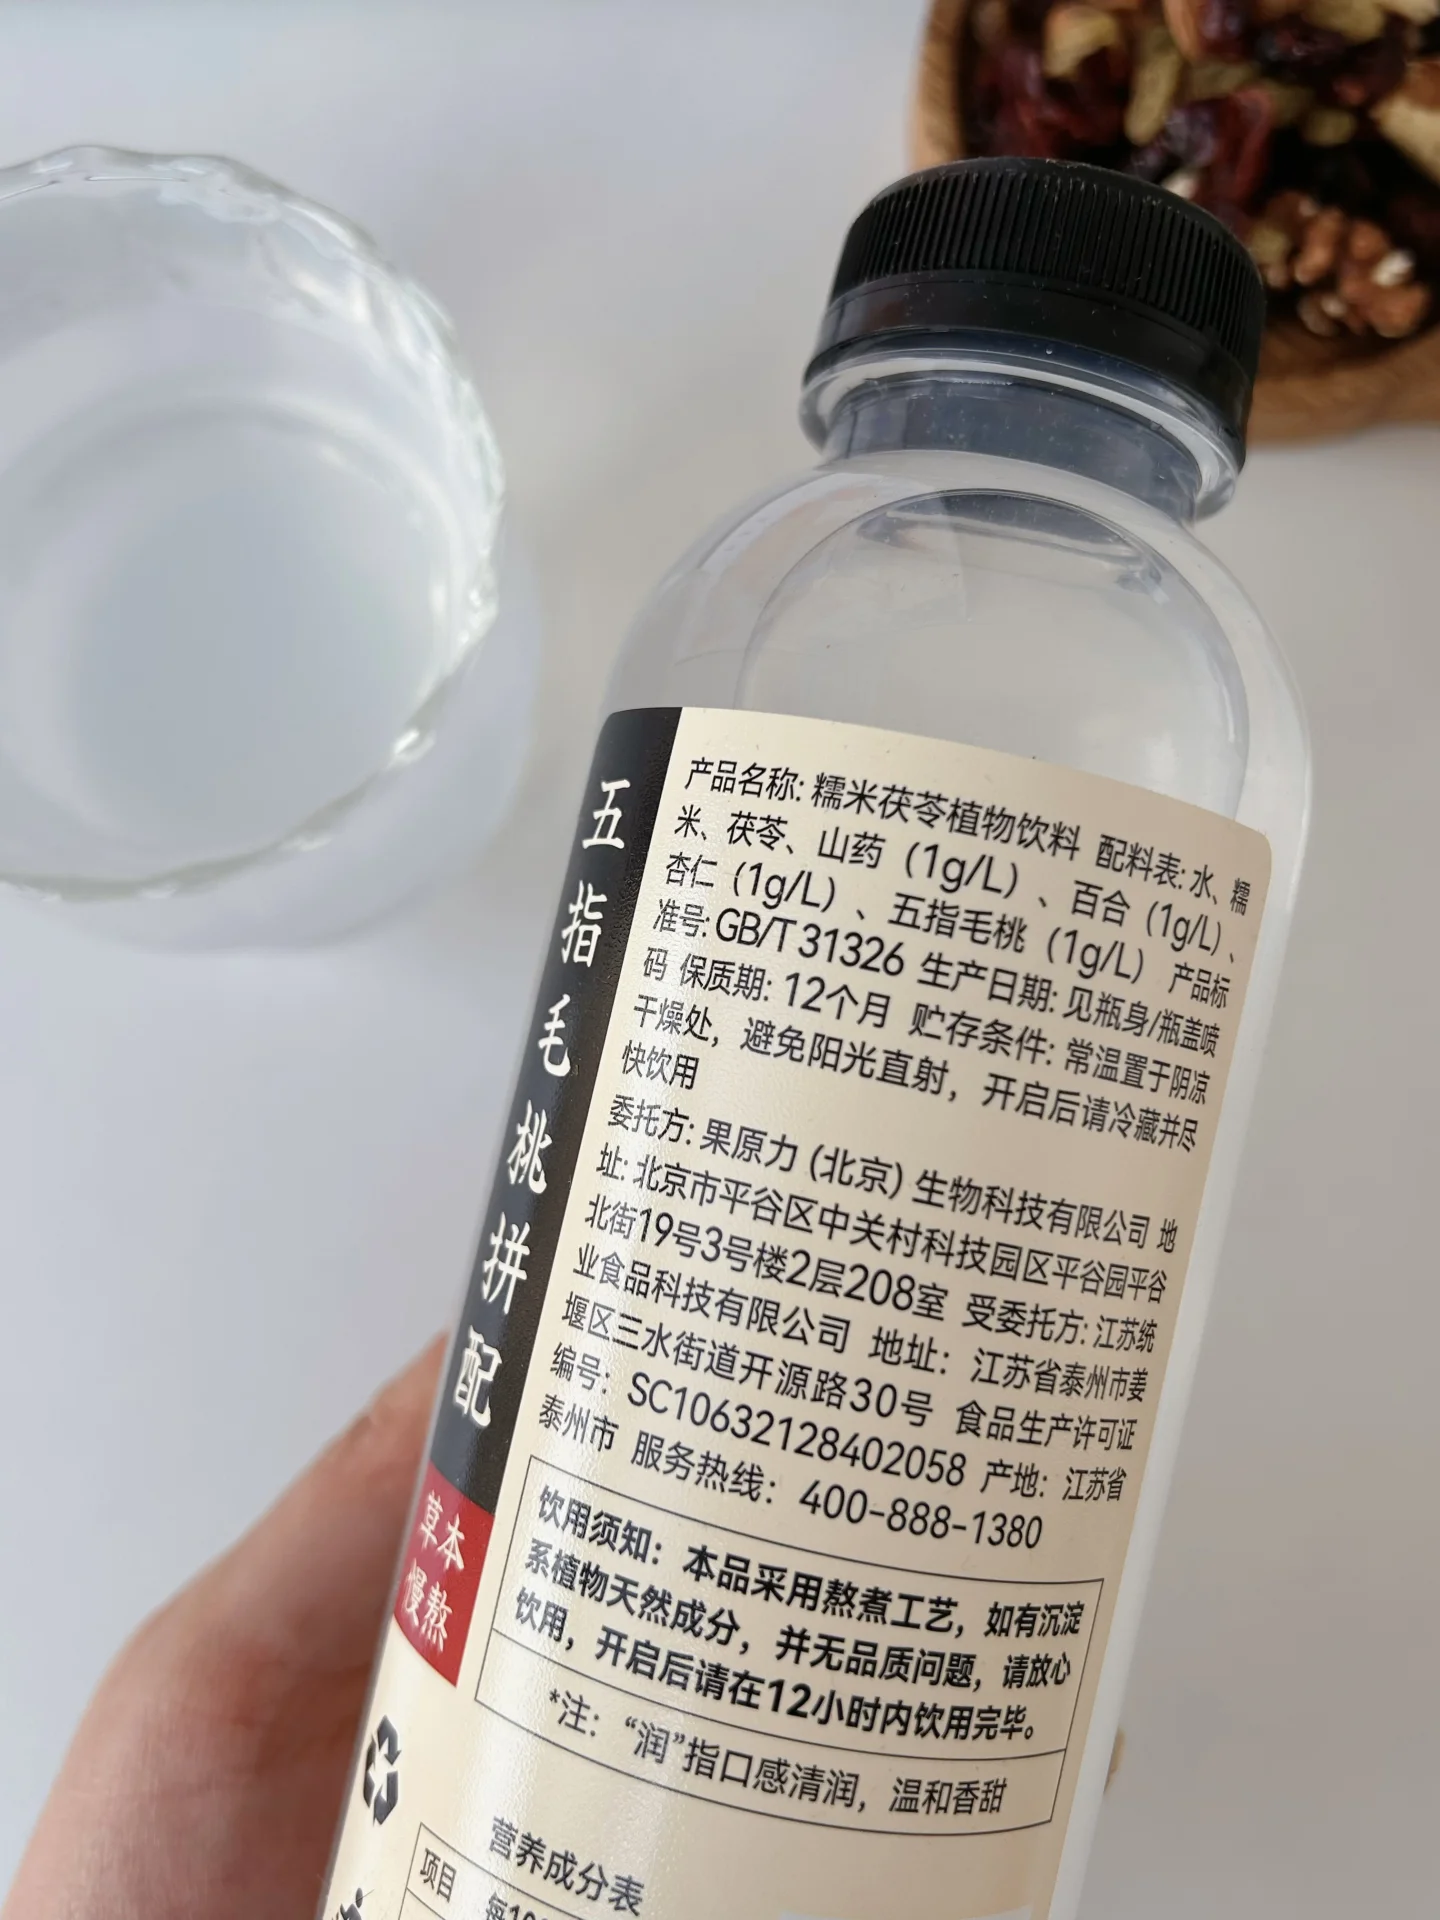 五指毛桃拼配
草本
慢熬
产品名称: 糯米茯苓植物饮料 配料表: 水、糯
米、茯苓、山药（1g/L）、百合（1g/L）、
杏仁（1g/L）、五指毛桃（1g/L） 产品标
准号: GB/T 31326 生产日期: 见瓶身/瓶盖喷
码 保质期: 12个月 贮存条件: 常温置于阴凉
干燥处，避免阳光直射，开启后请冷藏并尽
快饮用
委托方: 果原力 (北京) 生物科技有限公司 地
址: 北京市平谷区中关村科技园区平谷园平谷
北街19号3号楼2层208室 受委托方: 江苏统
业食品科技有限公司 地址： 江苏省泰州市姜
堰区三水街道开源路30号 食品生产许可证
编号： SC10632128402058 产地： 江苏省
泰州市 服务热线： 400-888-1380
饮用须知：本品采用熬煮工艺，如有沉淀
系植物天然成分，并无品质问题，请放心
饮用，开启后请在12小时内饮用完毕。
*注：“润”指口感清润，温和香甜
营养成分表
项目